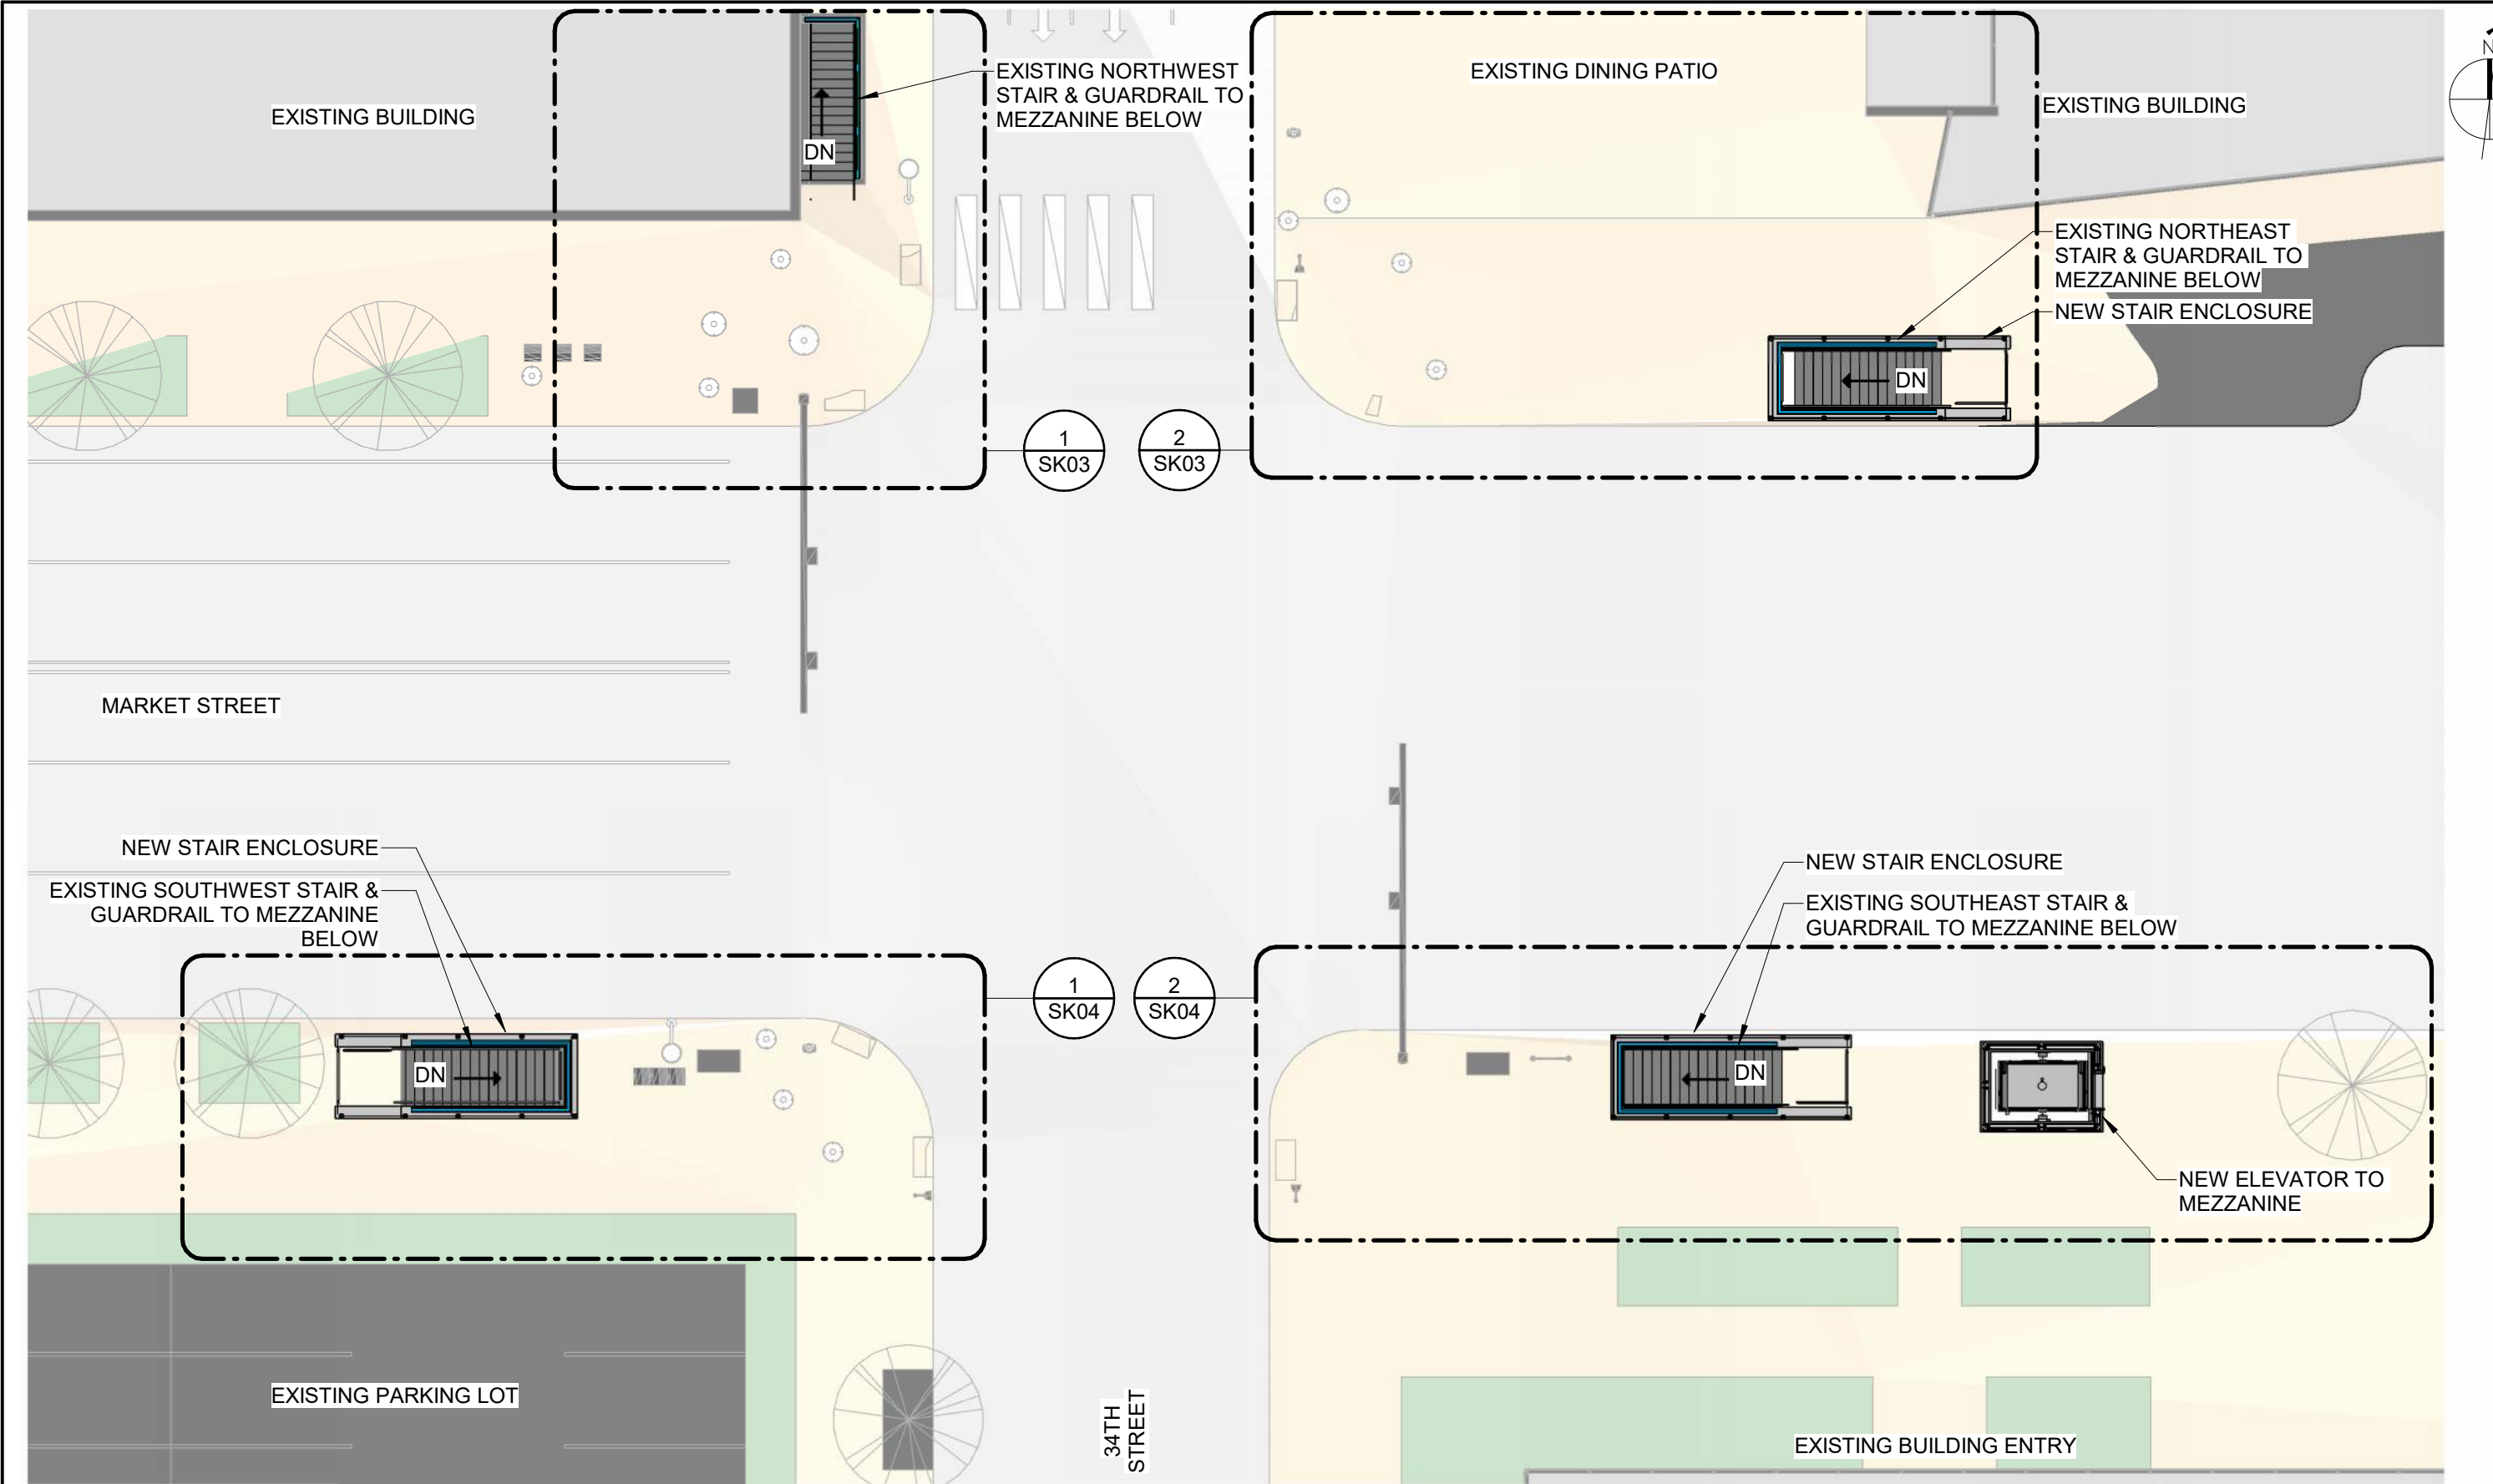 EXISTING BUILDING
EXISTING NORTHWEST
STAIR & GUARDRAIL TO
MEZZANINE BELOW
DN
EXISTING DINING PATIO
EXISTING BUILDING
N
EXISTING NORTHEAST
STAIR & GUARDRAIL TO
MEZZANINE BELOW
NEW STAIR ENCLOSURE
DN
1
SK03
2
SK03
MARKET STREET
NEW STAIR ENCLOSURE
EXISTING SOUTHWEST STAIR &
GUARDRAIL TO MEZZANINE
BELOW
DN
NEW STAIR ENCLOSURE
EXISTING SOUTHEAST STAIR &
GUARDRAIL TO MEZZANINE BELOW
1
SK04
2
SK04
DN
NEW ELEVATOR TO
MEZZANINE
EXISTING PARKING LOT
34TH
STREET
EXISTING BUILDING ENTRY